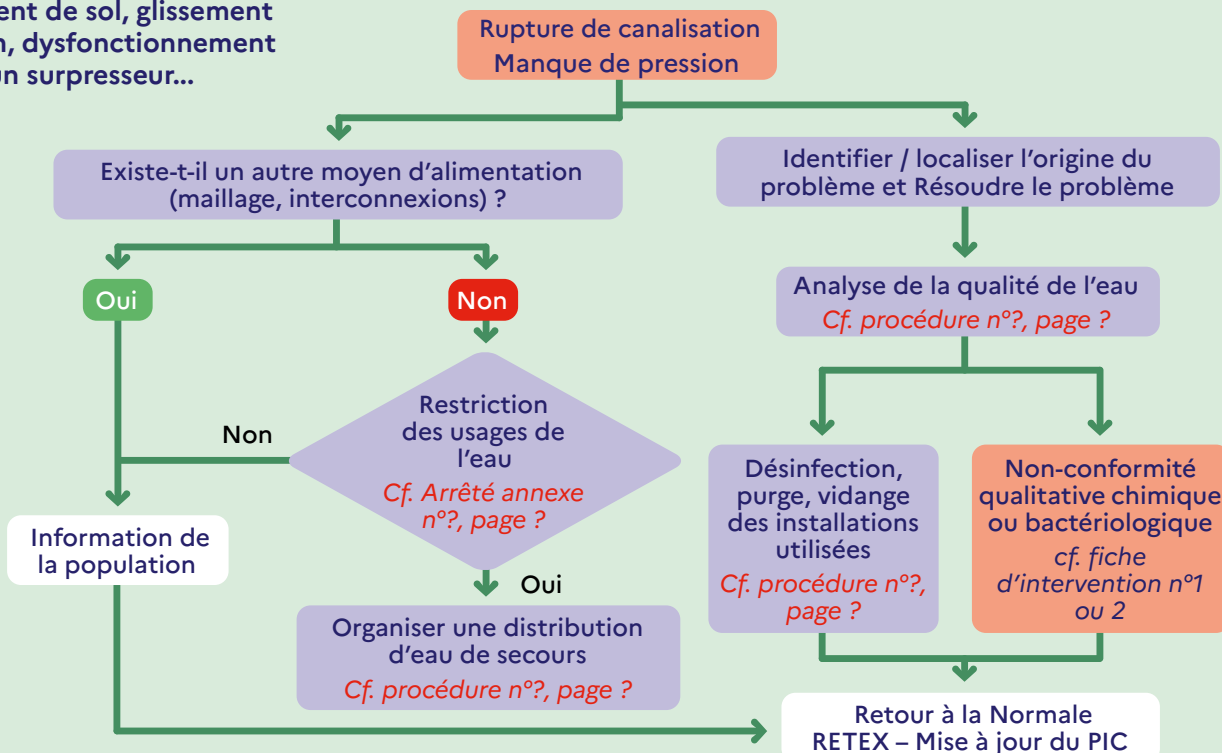 ent de sol, glissement
, dysfonctionnement
un surpresseur...
Rupture de canalisation
Manque de pression
Existe-t-il un autre moyen d'alimentation
(maillage, interconnexions) ?
Identifier / localiser l'origine du
problème et Résoudre le problème
Oui
Non
Analyse de la qualité de l'eau
Cf. procédure n°?, page ?
Restriction
des usages de
l'eau
Cf. Arrêté annexe
n°?, page ?
Non
Oui
Information de
la population
Organiser une distribution
d'eau de secours
Cf. procédure n°?, page ?
Désinfection,
purge, vidange
des installations
utilisées
Cf. procédure n°?,
page ?
Non-conformité
qualitative chimique
ou bactériologique
cf. fiche
d'intervention n°1
ou 2
Retour à la Normale
RETEX – Mise à jour du PIC